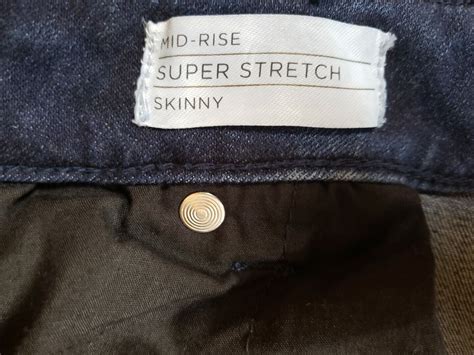 MID-RISE
SUPER STRETCH
SKINNY